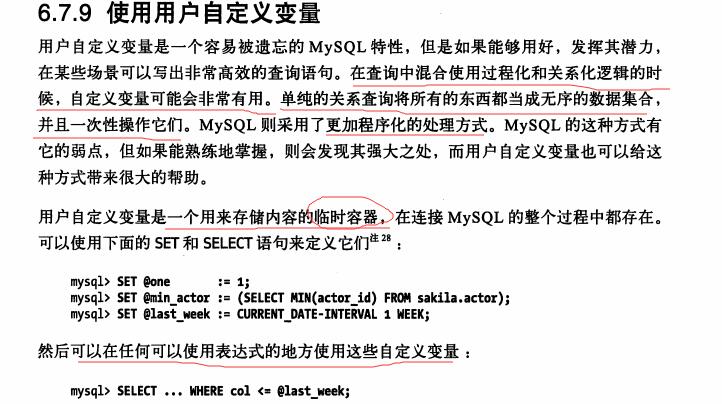 6.7.9 使用用户自定义变量
用户自定义变量是一个容易被遗忘的 MySQL 特性，但是如果能够用好，发挥其潜力，
在某些场景可以写出非常高效的查询语句。在查询中混合使用过程化和关系化逻辑的时
候，自定义变量可能会非常有用。单纯的关系查询将所有的东西都当成无序的数据集合，
并且一次性操作它们。MySQL 则采用了更加程序化的处理方式。MySQL 的这种方式有
它的弱点，但如果能熟练地掌握，则会发现其强大之处，而用户自定义变量也可以给这
种方式带来很大的帮助。
用户自定义变量是一个用来存储内容的临时容器，在连接 MySQL 的整个过程中都存在。
可以使用下面的 SET 和 SELECT 语句来定义它们注 28：
mysql> SET @one := 1;
mysql> SET @min_actor := (SELECT MIN(actor_id) FROM sakila.actor);
mysql> SET @last_week := CURRENT_DATE-INTERVAL 1 WEEK;
然后可以在任何可以使用表达式的地方使用这些自定义变量：
mysql> SELECT ... WHERE col <= @last_week;